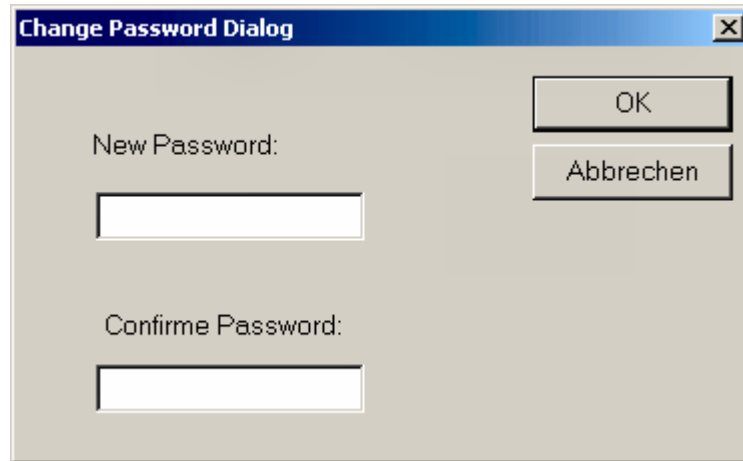 Change Password Dialog
OK
New Password:
Abbrechen
Confirme Password: